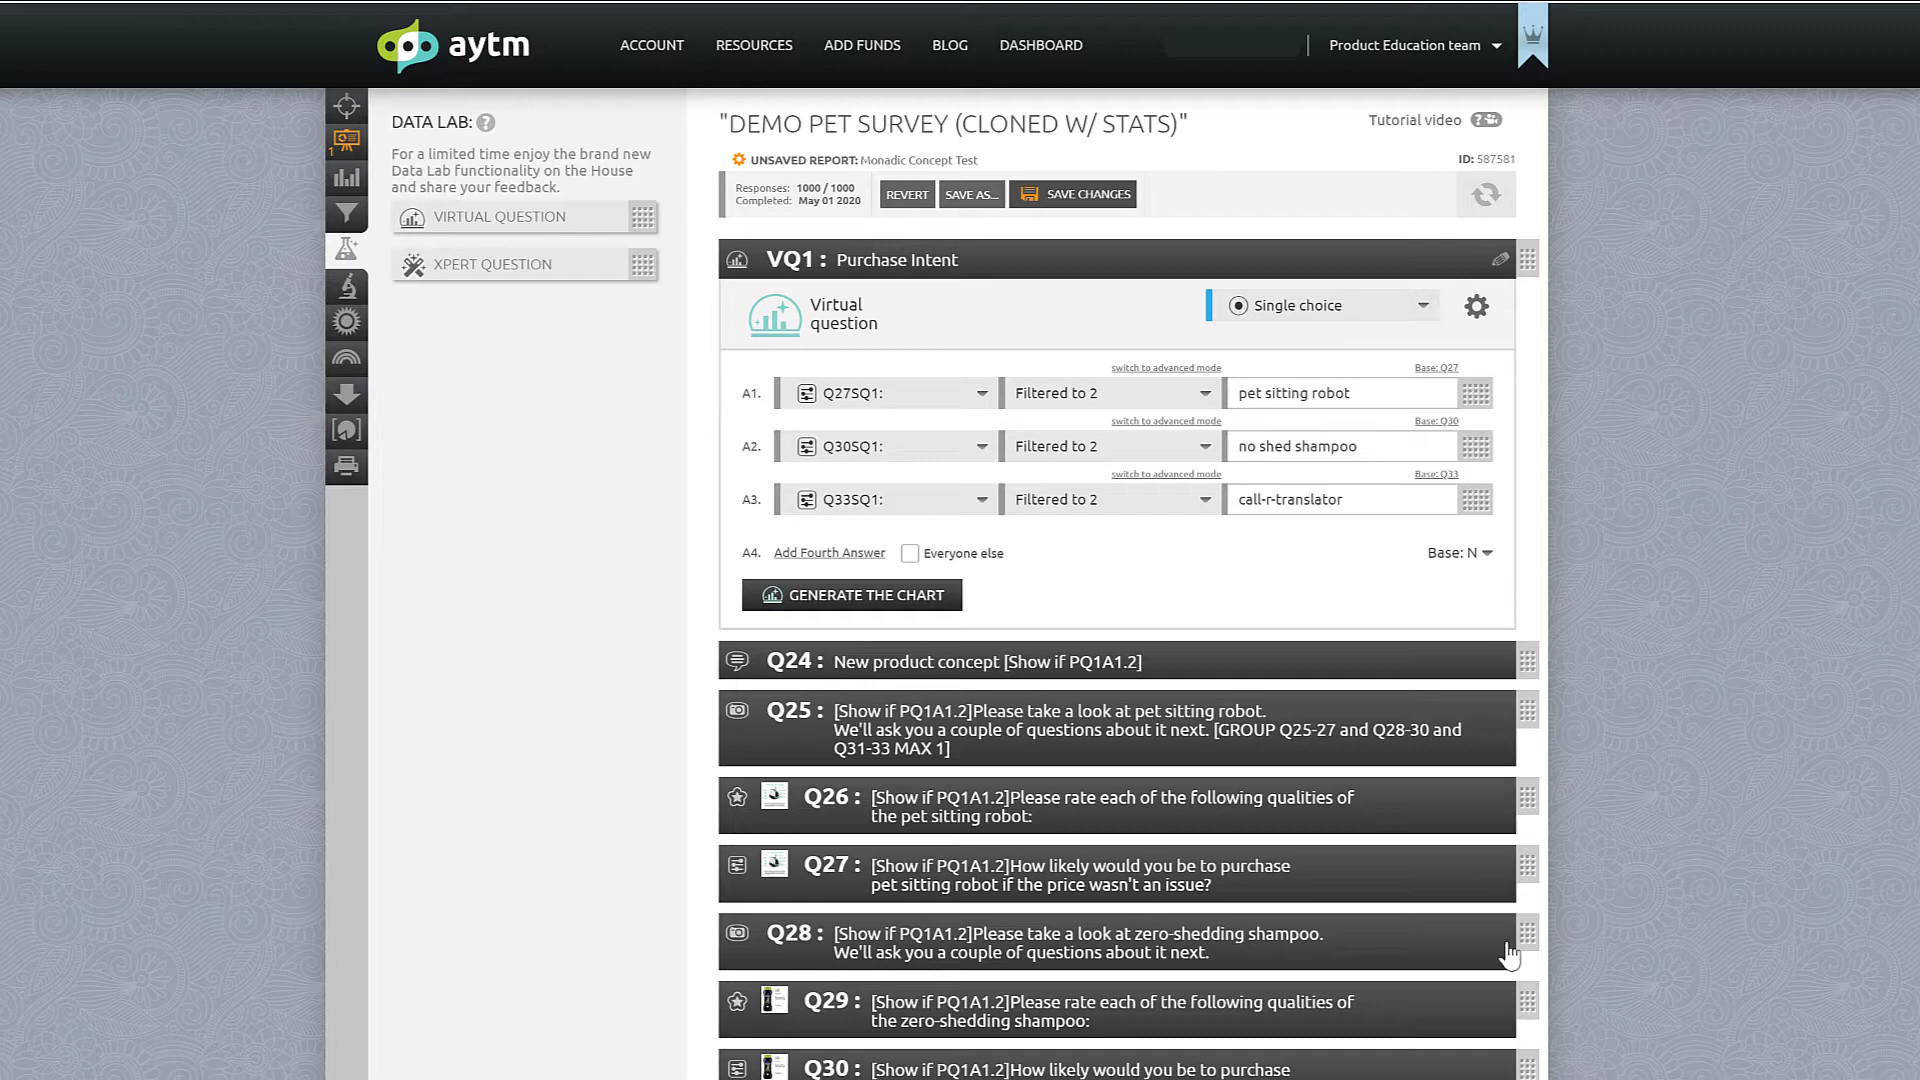 aytm
ACCOUNT
RESOURCES
ADD FUNDS
BLOG
DASHBOARD
Product Education team
DATA LAB: ?
For a limited time enjoy the brand new
Data Lab functionality on the House
and share your feedback.
VIRTUAL QUESTION
XPERT QUESTION
1
"DEMO PET SURVEY (CLONED W/ STATS)"
Tutorial video ?
UNSAVED REPORT: Monadic Concept Test
ID: 587581
Responses: 1000 / 1000
Completed: May 01 2020
REVERT
SAVE AS...
SAVE CHANGES
VQ1 : Purchase Intent
Virtual
question
Single choice
switch to advanced mode
Base: Q27
A1. Q27SQ1: Filtered to 2 pet sitting robot
switch to advanced mode
Base: Q30
A2. Q30SQ1: Filtered to 2 no shed shampoo
switch to advanced mode
Base: Q33
A3. Q33SQ1: Filtered to 2 call-r-translator
A4. Add Fourth Answer Everyone else Base: N
GENERATE THE CHART
Q24 : New product concept [Show if PQ1A1.2]
Q25 : [Show if PQ1A1.2]Please take a look at pet sitting robot.
We'll ask you a couple of questions about it next. [GROUP Q25-27 and Q28-30 and
Q31-33 MAX 1]
Q26 : [Show if PQ1A1.2]Please rate each of the following qualities of
the pet sitting robot:
Q27 : [Show if PQ1A1.2]How likely would you be to purchase
pet sitting robot if the price wasn't an issue?
Q28 : [Show if PQ1A1.2]Please take a look at zero-shedding shampoo.
We'll ask you a couple of questions about it next.
Q29 : [Show if PQ1A1.2]Please rate each of the following qualities of
the zero-shedding shampoo:
Q30 : [Show if PQ1A1.2]How likely would you be to purchase